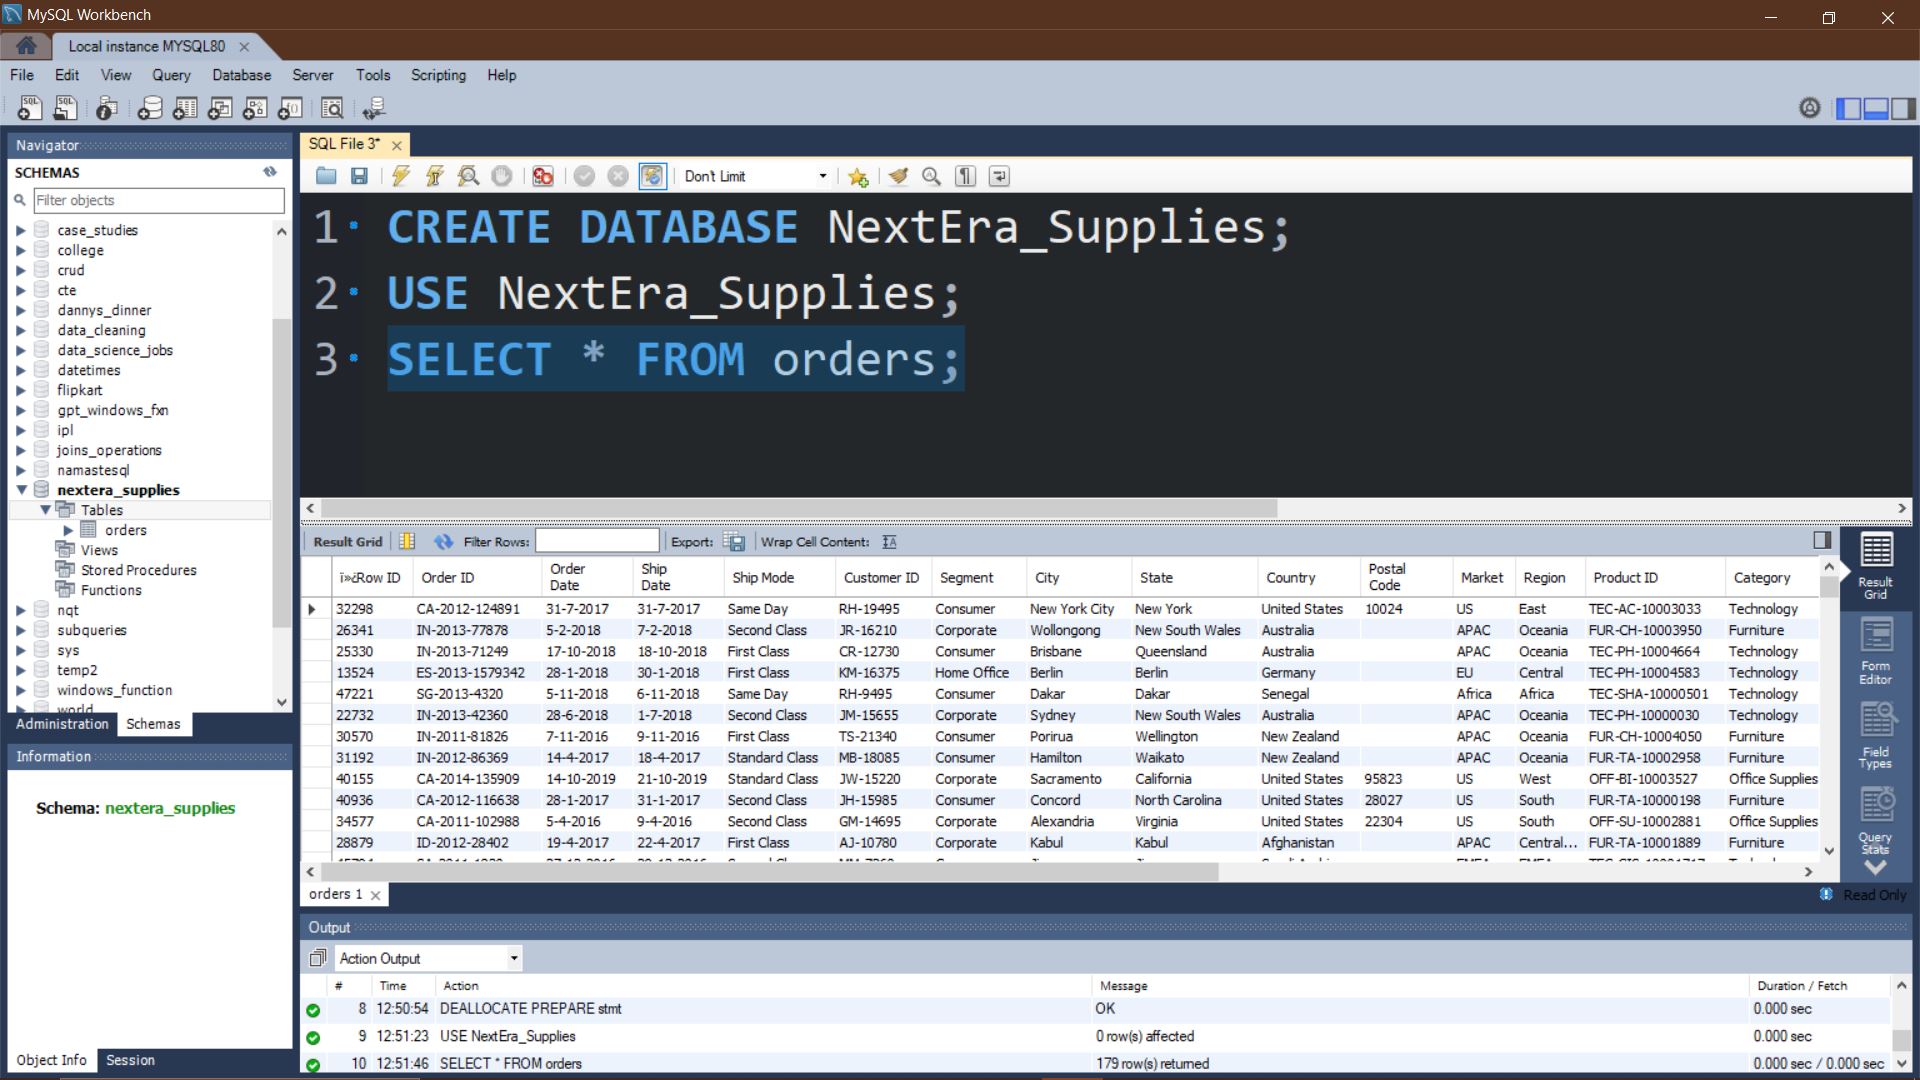 MySQL Workbench
Local instance MYSQL80
File Edit View Query Database Server Tools Scripting Help
Navigator
SCHEMAS
Filter objects
case_studies
college
crud
cte
dannys_dinner
data_cleaning
data_science_jobs
datetimes
flipkart
gpt_windows_fxn
ipl
joins_operations
namastesql
nextera_supplies
Tables
orders
Views
Stored Procedures
Functions
nqt
subqueries
sys
temp2
windows_function
world
Administration Schemas
Information
Schema: nextera_supplies
Object Info Session
SQL File 3*
Don't Limit
1 CREATE DATABASE NextEra_Supplies;
2 USE NextEra_Supplies;
3 SELECT * FROM orders;
Result Grid Filter Rows: Export: Wrap Cell Content:
ï»¿Row ID Order ID Order Date Ship Date Ship Mode Customer ID Segment City State Country Postal Code Market Region Product ID Category
32298 CA-2012-124891 31-7-2017 31-7-2017 Same Day RH-19495 Consumer New York City New York United States 10024 US East TEC-AC-10003033 Technology
26341 IN-2013-77878 5-2-2018 7-2-2018 Second Class JR-16210 Corporate Wollongong New South Wales Australia APAC Oceania FUR-CH-10003950 Furniture
25330 IN-2013-71249 17-10-2018 18-10-2018 First Class CR-12730 Consumer Brisbane Queensland Australia APAC Oceania TEC-PH-10004664 Technology
13524 ES-2013-1579342 28-1-2018 30-1-2018 First Class KM-16375 Home Office Berlin Berlin Germany EU Central TEC-PH-10004583 Technology
47221 SG-2013-4320 5-11-2018 6-11-2018 Same Day RH-9495 Consumer Dakar Dakar Senegal Africa Africa TEC-SHA-10000501 Technology
22732 IN-2013-42360 28-6-2018 1-7-2018 Second Class JM-15655 Corporate Sydney New South Wales Australia APAC Oceania TEC-PH-10000030 Technology
30570 IN-2011-81826 7-11-2016 9-11-2016 First Class TS-21340 Consumer Porirua Wellington New Zealand APAC Oceania FUR-CH-10004050 Furniture
31192 IN-2012-86369 14-4-2017 18-4-2017 Standard Class MB-18085 Consumer Hamilton Waikato New Zealand APAC Oceania FUR-TA-10002958 Furniture
40155 CA-2014-135909 14-10-2019 21-10-2019 Standard Class JW-15220 Corporate Sacramento California United States 95823 US West OFF-BI-10003527 Office Supplies
40936 CA-2012-116638 28-1-2017 31-1-2017 Second Class JH-15985 Consumer Concord North Carolina United States 28027 US South FUR-TA-10000198 Furniture
34577 CA-2011-102988 5-4-2016 9-4-2016 Second Class GM-14695 Corporate Alexandria Virginia United States 22304 US South OFF-SU-10002881 Office Supplies
28879 ID-2012-28402 19-4-2017 22-4-2017 First Class AJ-10780 Corporate Kabul Kabul Afghanistan APAC Central... FUR-TA-10001889 Furniture
Result Grid
Form Editor
Field Types
Query Stats
orders 1
Read Only
Output
Action Output
# Time Action Message Duration / Fetch
8 12:50:54 DEALLOCATE PREPARE stmt OK 0.000 sec
9 12:51:23 USE NextEra_Supplies 0 row(s) affected 0.000 sec
10 12:51:46 SELECT * FROM orders 179 row(s) returned 0.000 sec / 0.000 sec